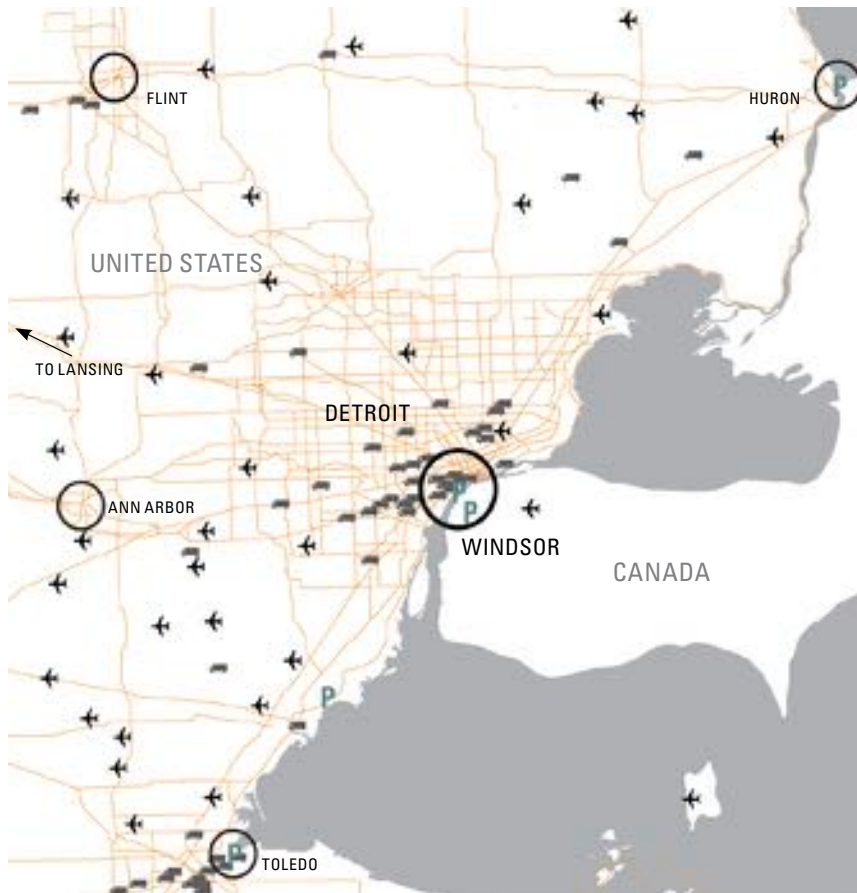 FLINT
HURON
P
UNITED STATES
TO LANSING
DETROIT
ANN ARBOR
P
P
WINDSOR
CANADA
P
P
TOLEDO